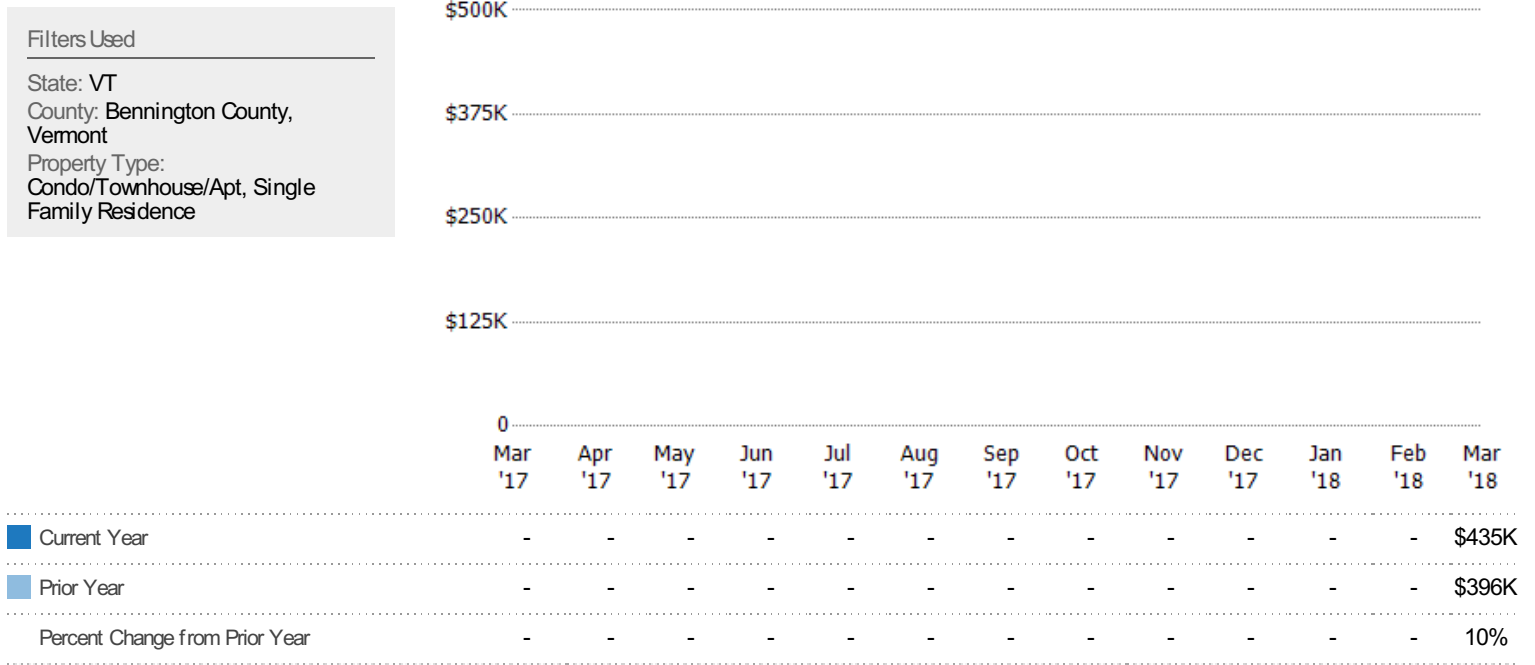 Filters Used
State: VT
County: Bennington County,
Vermont
Property Type:
Condo/Townhouse/Apt, Single
Family Residence
$500K
$375K
$250K
$125K
0
Mar Apr May Jun Jul Aug Sep Oct Nov Dec Jan Feb Mar
'17 '17 '17 '17 '17 '17 '17 '17 '17 '17 '18 '18 '18
Current Year - - - - - - - - - - - - $435K
Prior Year - - - - - - - - - - - - $396K
Percent Change from Prior Year - - - - - - - - - - - - 10%